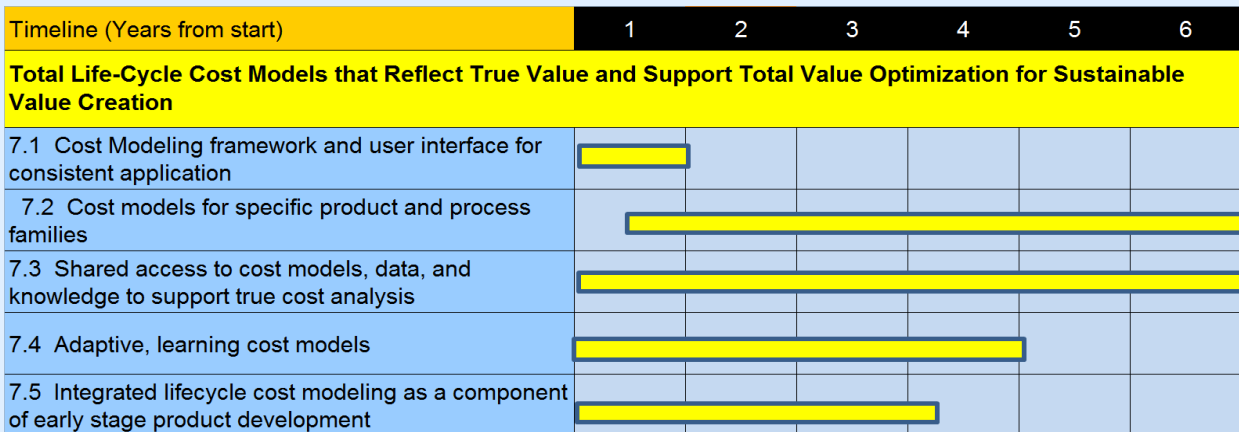 Timeline (Years from start) 1 2 3 4 5 6
Total Life-Cycle Cost Models that Reflect True Value and Support Total Value Optimization for Sustainable
Value Creation
7.1 Cost Modeling framework and user interface for
consistent application
7.2 Cost models for specific product and process
families
7.3 Shared access to cost models, data, and
knowledge to support true cost analysis
7.4 Adaptive, learning cost models
7.5 Integrated lifecycle cost modeling as a component
of early stage product development